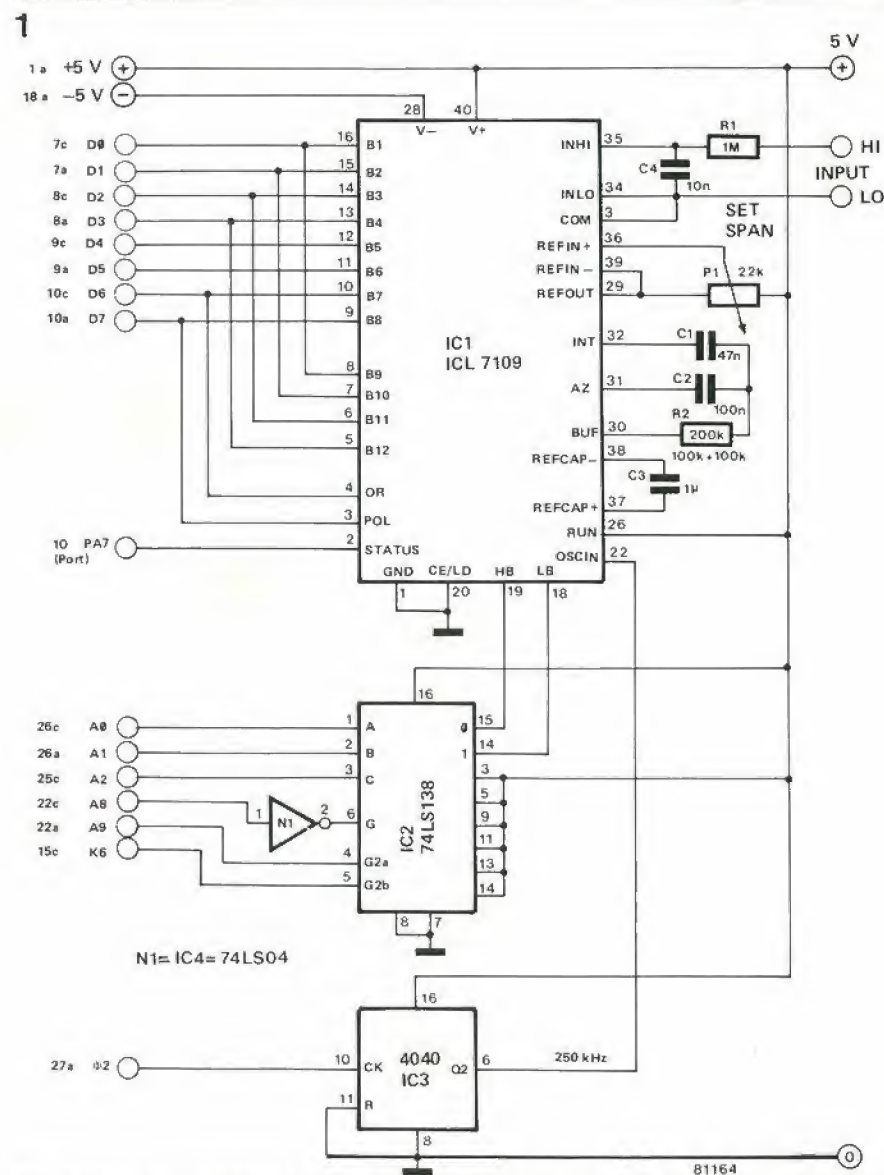 1
5 V
1a +5 V +
18a −5 V −
+
28 40
V− V+
7c D0 16 B1
7a D1 15 B2
8c D2 14 B3
8a D3 13 B4
9c D4 12 B5
9a D5 11 B6
10c D6 10 B7
10a D7 9 B8
8 B9
7 B10
6 B11
5 B12
4 OR
3 POL
10 PA7 2 STATUS
(Port)
IC1
ICL 7109
INHI 35 R1 1M HI
C4 10n
INPUT
INLO 34 LO
COM 3
SET
SPAN
REFIN+ 36
REFIN− 39 P1 22k
REFOUT 29
INT 32 C1 47n
AZ 31 C2 100n
BUF 30 R2 200k
100k+100k
REFCAP− 38
C3 1µ
REFCAP+ 37
RUN 26
OSCIN 22
GND CE/LD HB LB
1 20 19 18
16
26c A0 1 A
26a A1 2 B
25c A2 3 C
22c A8 1 N1 2 6 G
22a A9 4 G2a
15c K6 5 G2b
IC2
74LS138
0 15
1 14
3
5
9
11
13
14
8 7
N1= IC4= 74LS04
16
27a Φ2 10 CK 4040 Q2 6 250 kHz
IC3
11 R
8
0
81164